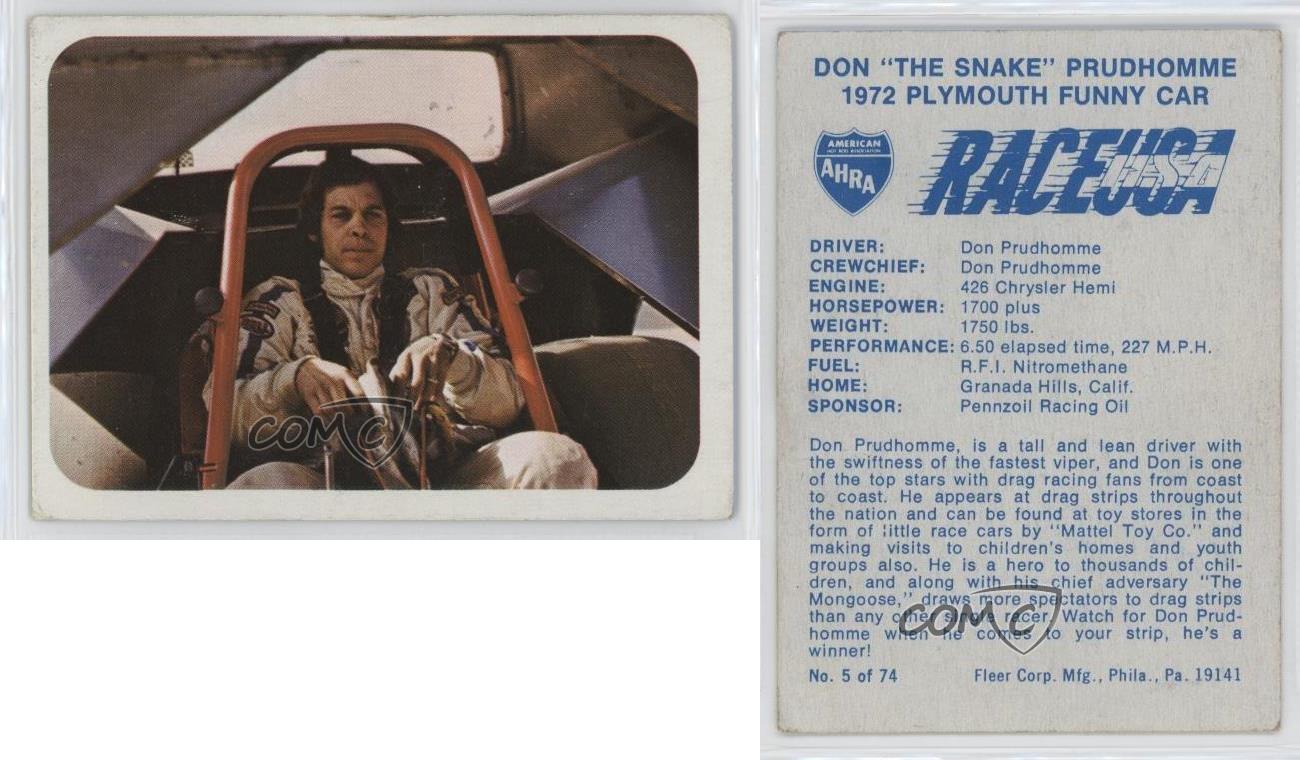 COMC
DON "THE SNAKE" PRUDHOMME
1972 PLYMOUTH FUNNY CAR
AMERICAN
HOT ROD ASSOCIATION
AHRA
RACE USA
USA
DRIVER: Don Prudhomme
CREWCHIEF: Don Prudhomme
ENGINE: 426 Chrysler Hemi
HORSEPOWER: 1700 plus
WEIGHT: 1750 lbs.
PERFORMANCE: 6.50 elapsed time, 227 M.P.H.
FUEL: R.F.I. Nitromethane
HOME: Granada Hills, Calif.
SPONSOR: Pennzoil Racing Oil
Don Prudhomme, is a tall and lean driver with
the swiftness of the fastest viper, and Don is one
of the top stars with drag racing fans from coast
to coast. He appears at drag strips throughout
the nation and can be found at toy stores in the
form of little race cars by "Mattel Toy Co." and
making visits to children's homes and youth
groups also. He is a hero to thousands of chil-
dren, and along with his chief adversary "The
Mongoose," draws more spectators to drag strips
than any other single racer. Watch for Don Prud-
homme when he comes to your strip, he's a
winner!
COMC
No. 5 of 74 Fleer Corp. Mfg., Phila., Pa. 19141